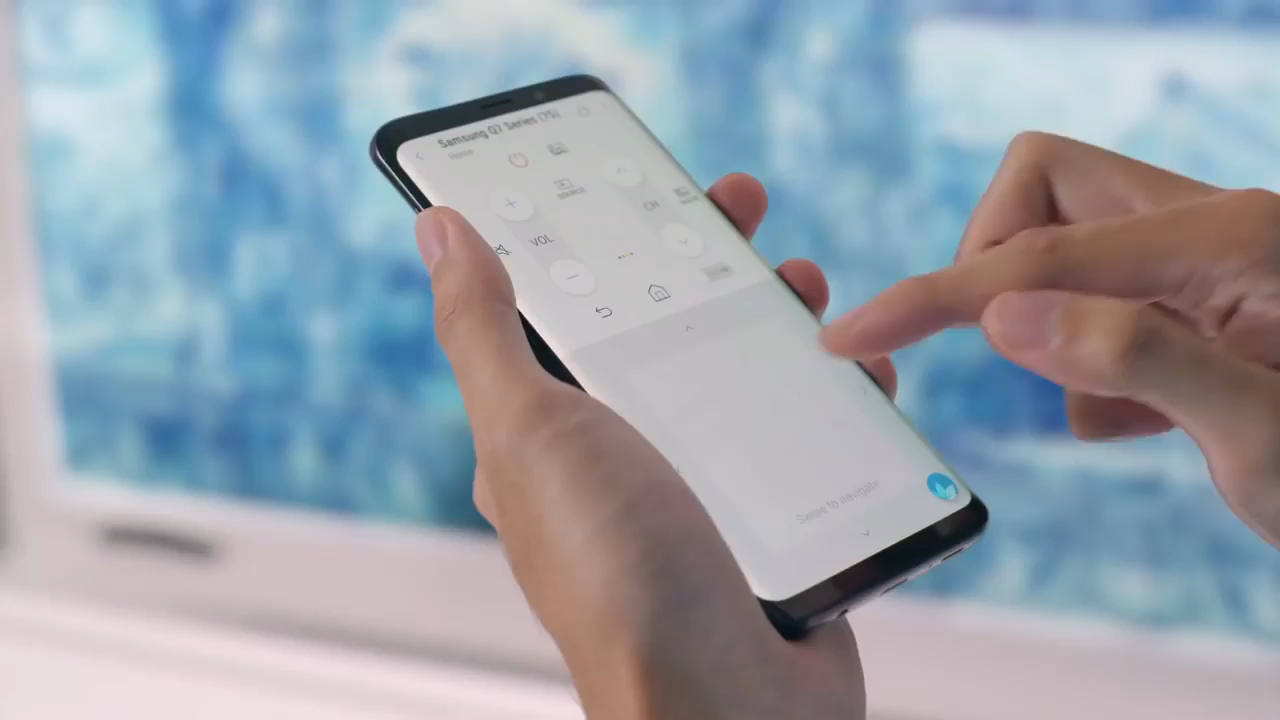 Samsung Q7 Series (75)
Home
SOURCE
CH
VOL
Swipe to navigate